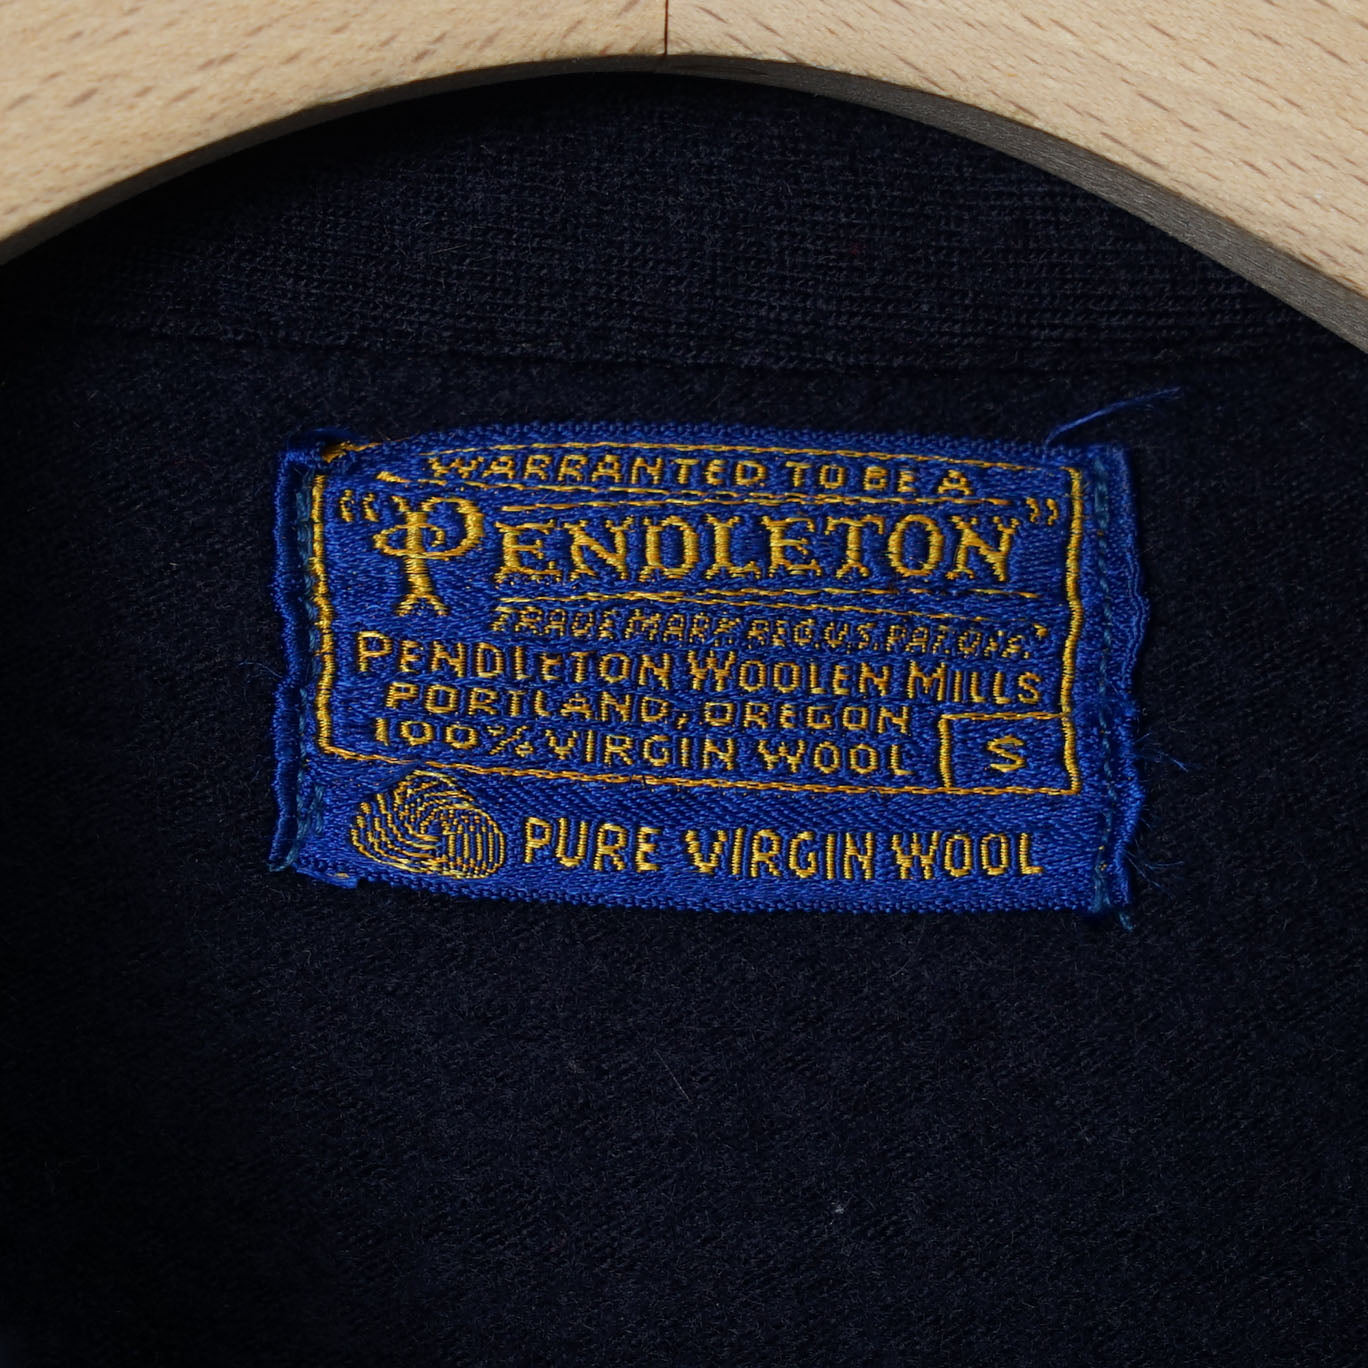 WARRANTED TO BE A
"PENDLETON"
TRADE MARK REG. U.S. PAT. OFF.
PENDLETON WOOLEN MILLS
PORTLAND, OREGON
100% VIRGIN WOOL S
PURE VIRGIN WOOL